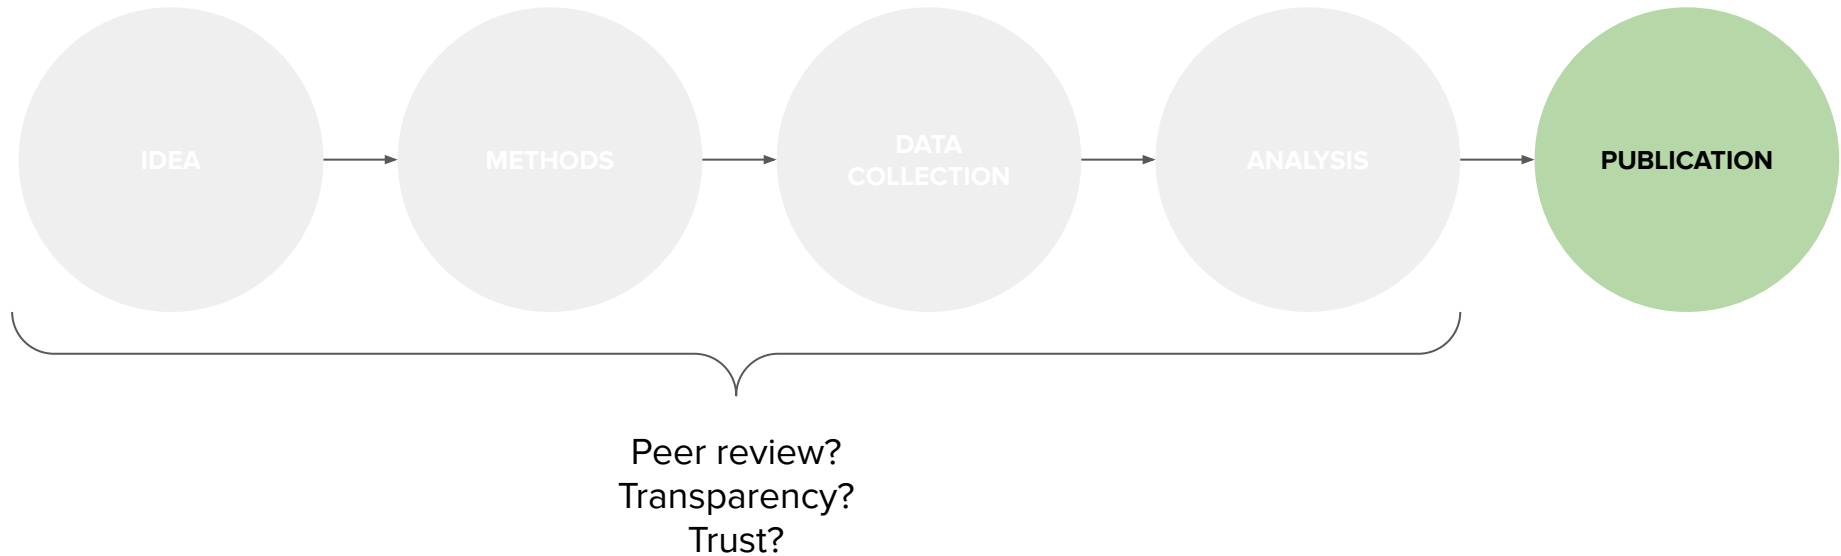 IDEA
METHODS
DATA
COLLECTION
ANALYSIS
PUBLICATION
Peer review?
Transparency?
Trust?